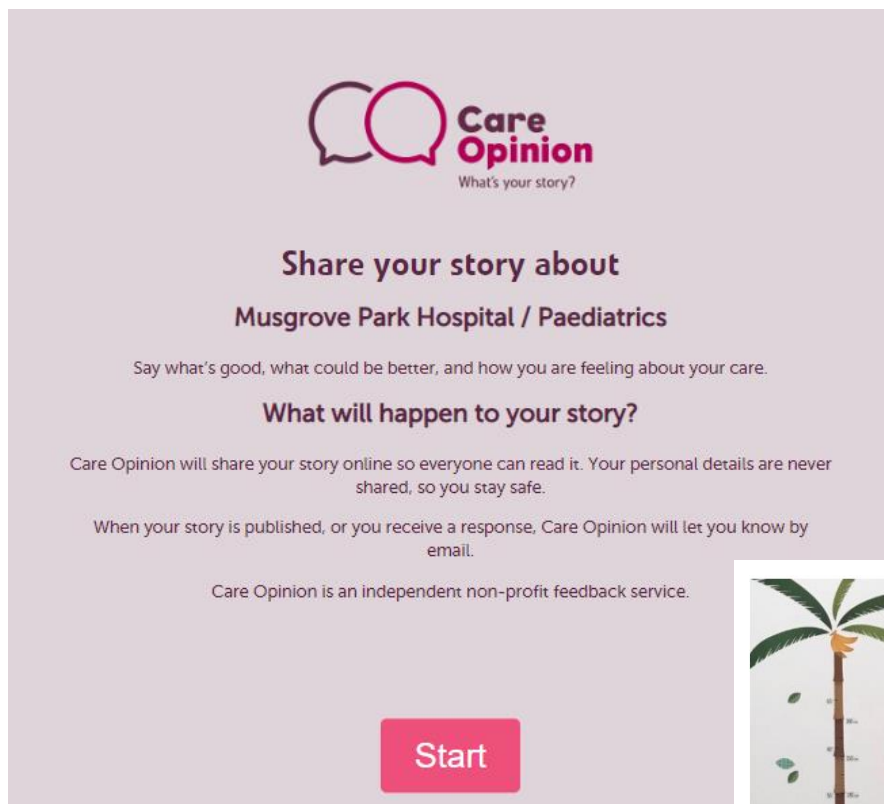 Care
Opinion
What's your story?
Share your story about
Musgrove Park Hospital / Paediatrics
Say what's good, what could be better, and how you are feeling about your care.
What will happen to your story?
Care Opinion will share your story online so everyone can read it. Your personal details are never
shared, so you stay safe.
When your story is published, or you receive a response, Care Opinion will let you know by
email.
Care Opinion is an independent non-profit feedback service.
Start